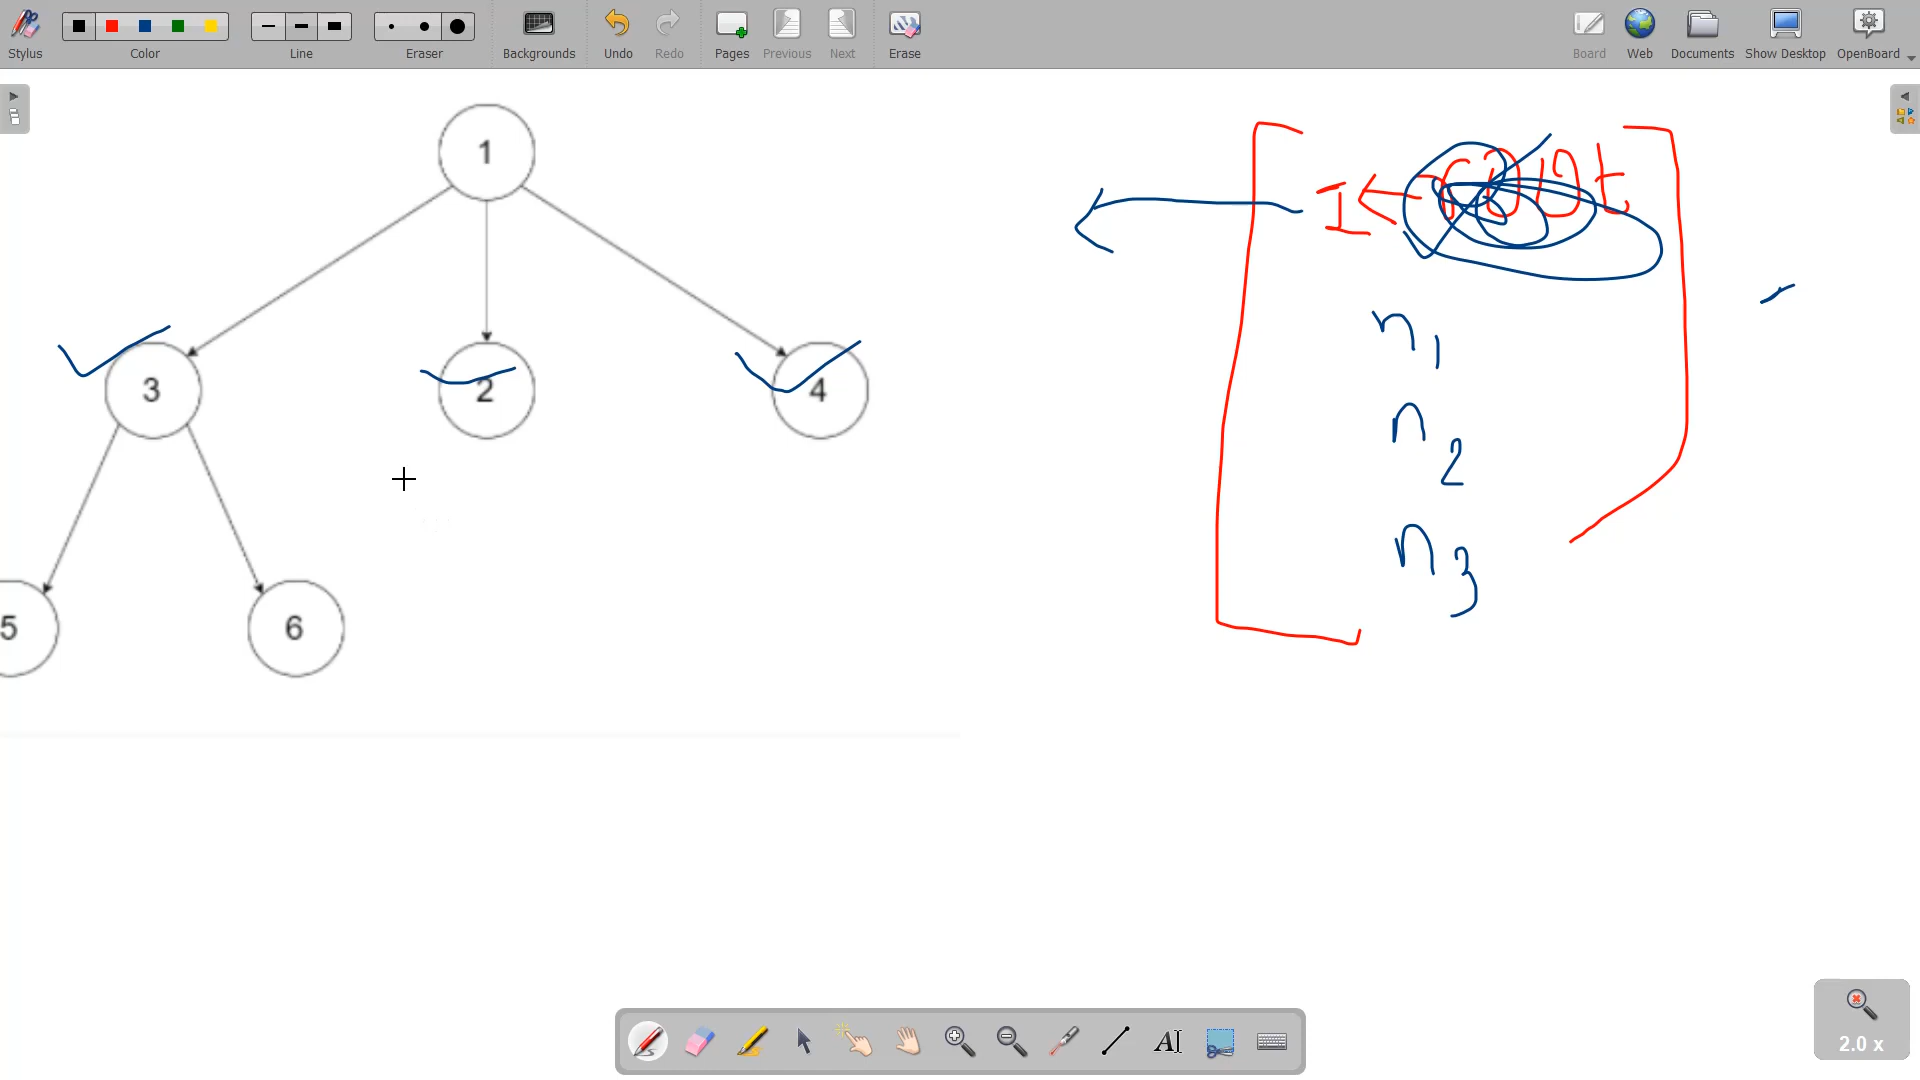 Stylus
Color
Line
Eraser
Backgrounds
Undo
Redo
Pages
Previous
Next
Erase
Board
Web
Documents
Show Desktop
OpenBoard
1
3
2
4
5
6
I
n1
n2
n3
2.0 x